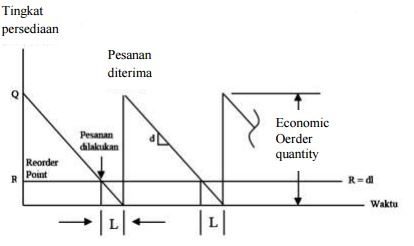 Tingkat
persediaan
Pesanan
diterima
Q
Pesanan
dilakukan
d
Economic
Oerder
quantity
Reorder
Point
R
R = dl
Waktu
L
L